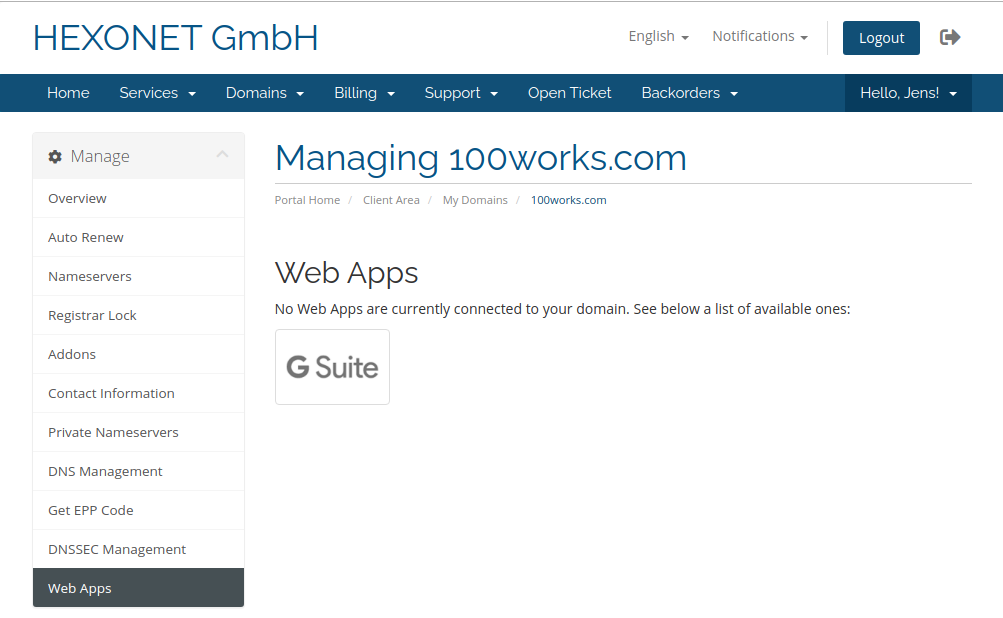 HEXONET GmbH
English
Notifications
Logout
Home
Services
Domains
Billing
Support
Open Ticket
Backorders
Hello, Jens!
Manage
Overview
Auto Renew
Nameservers
Registrar Lock
Addons
Contact Information
Private Nameservers
DNS Management
Get EPP Code
DNSSEC Management
Web Apps
Managing 100works.com
Portal Home / Client Area / My Domains / 100works.com
Web Apps
No Web Apps are currently connected to your domain. See below a list of available ones:
G Suite